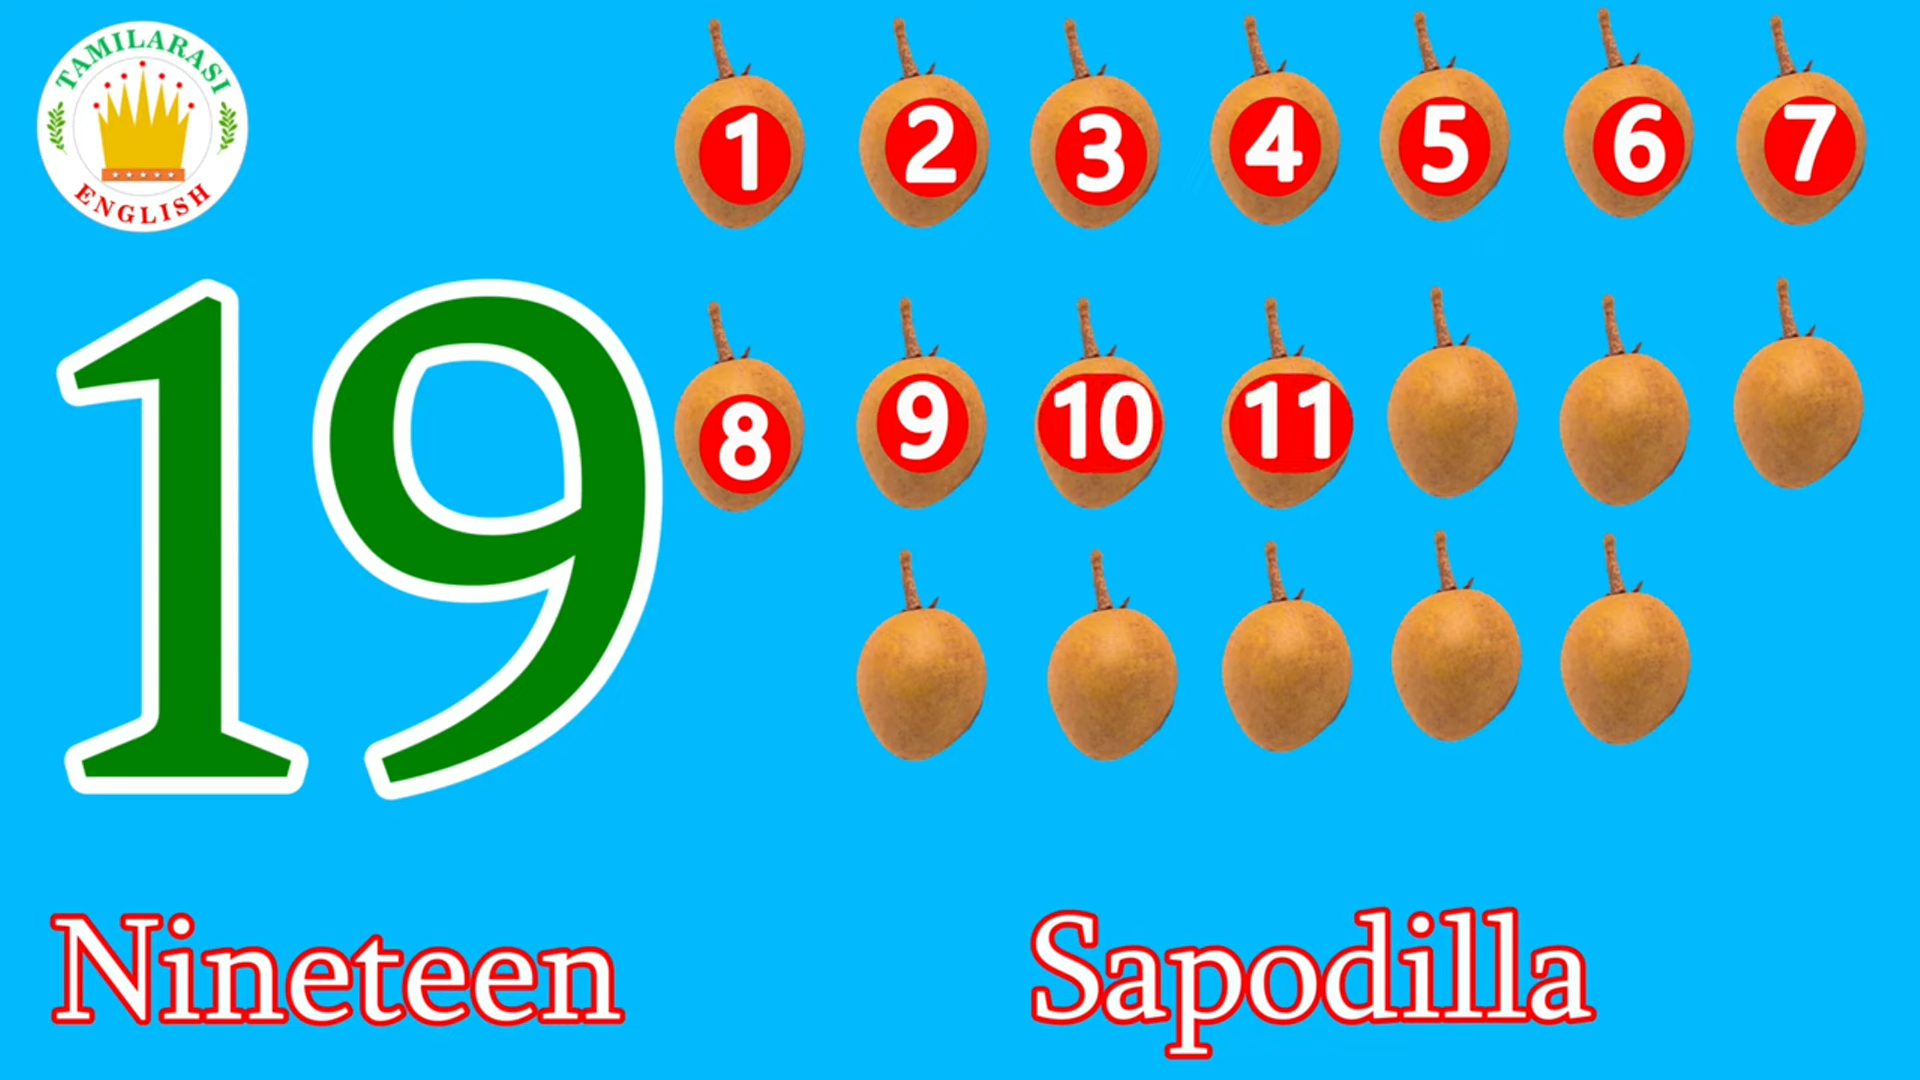 TAMILARASI
ENGLISH
1 2 3 4 5 6 7
8 9 10 11
19
Nineteen
Sapodilla